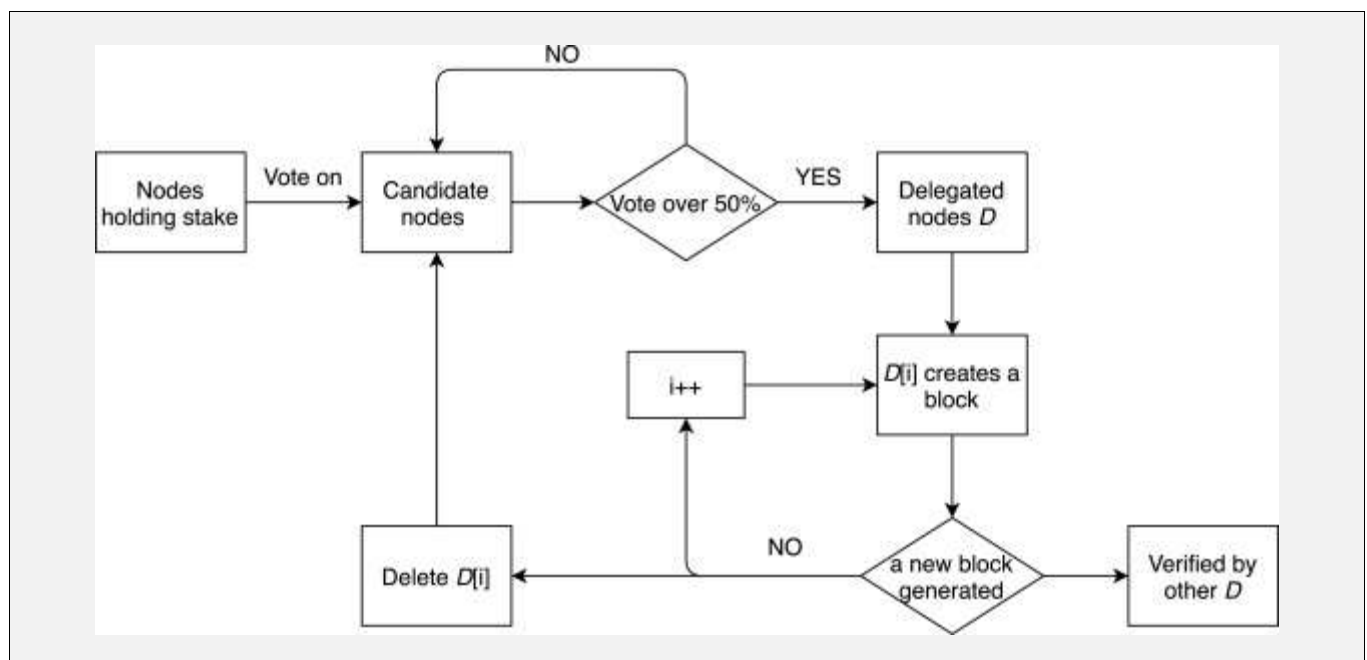 NO
Nodes
holding stake
Vote on
Candidate
nodes
Vote over 50%
YES
Delegated
nodes D
i++
D[i] creates a
block
Delete D[i]
NO
a new block
generated
Verified by
other D